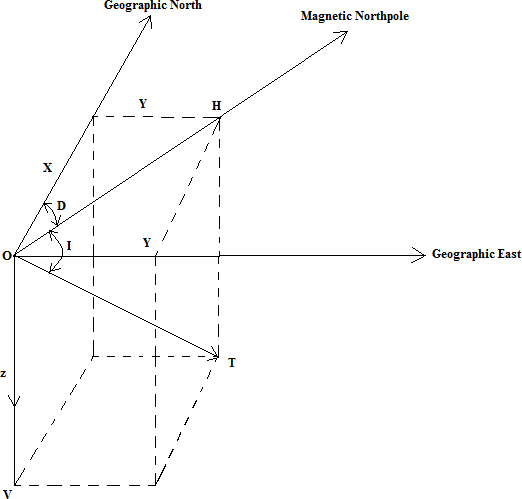 Geographic North
Magnetic Northpole
Y
H
X
D
I
O
Y
Geographic East
T
z
V